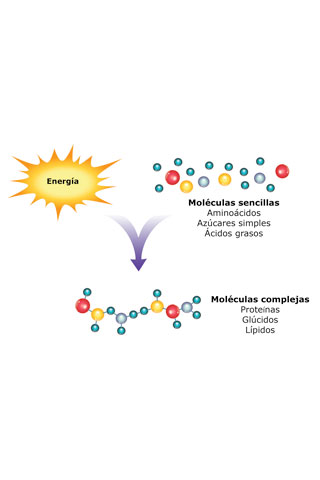 Energía
Moléculas sencillas
Aminoácidos
Azúcares simples
Ácidos grasos
Moléculas complejas
Proteínas
Glúcidos
Lípidos